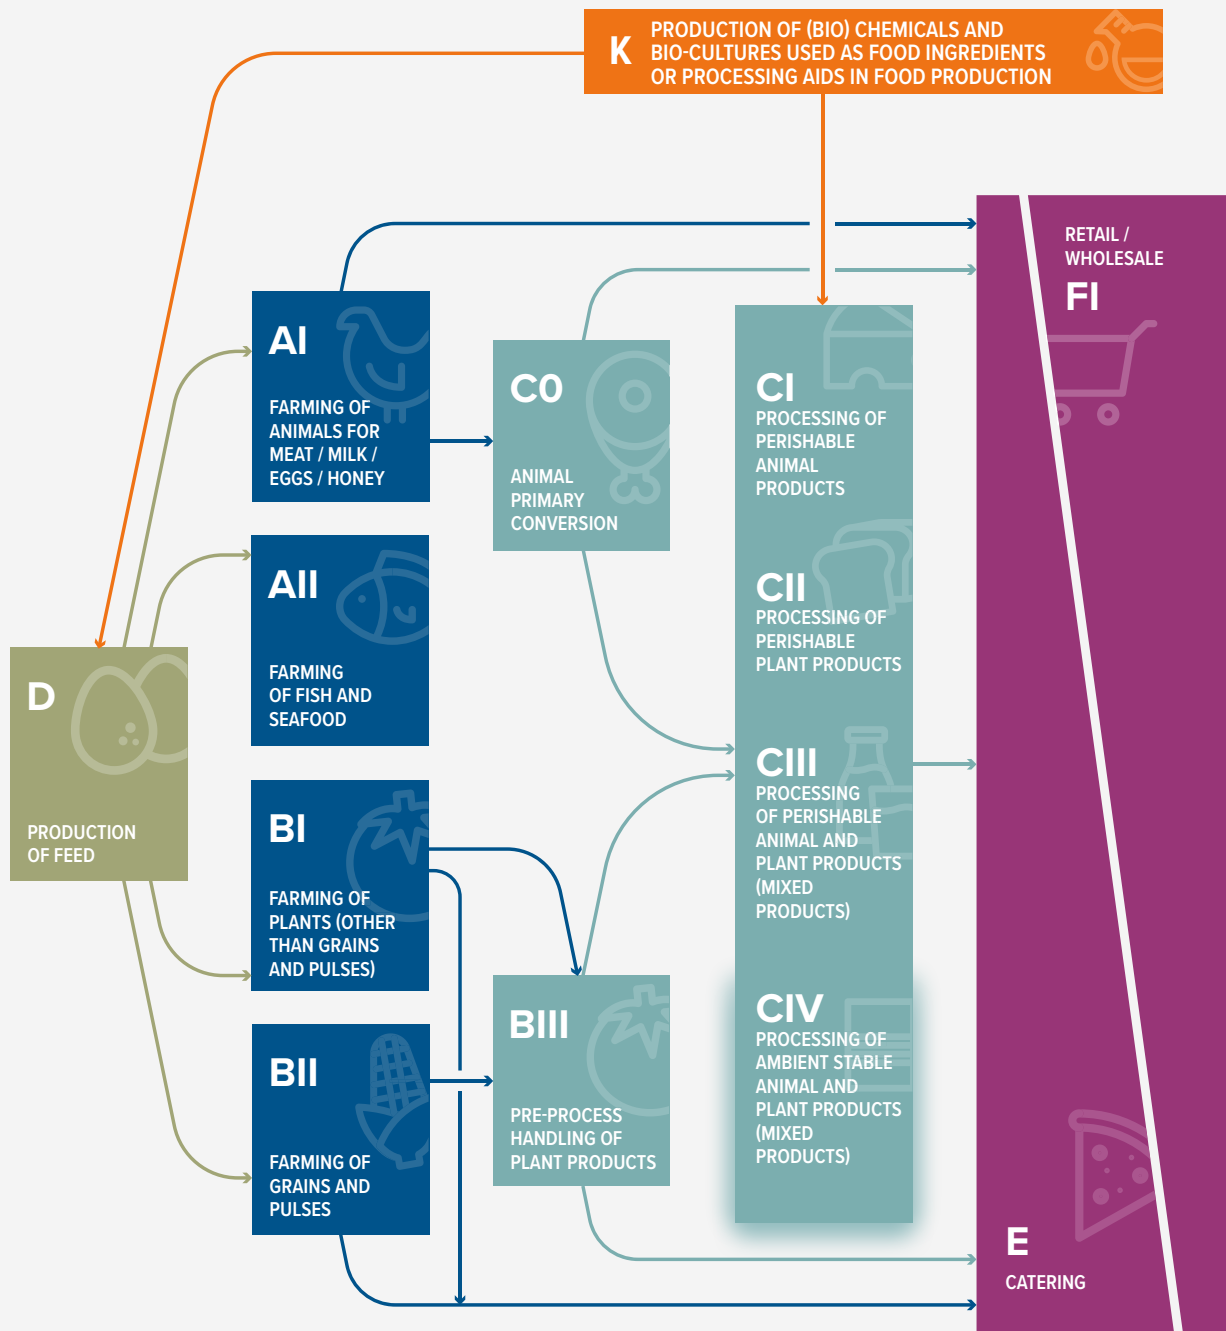 K
PRODUCTION OF (BIO) CHEMICALS AND
BIO-CULTURES USED AS FOOD INGREDIENTS
OR PROCESSING AIDS IN FOOD PRODUCTION
RETAIL /
WHOLESALE
FI
AI
FARMING OF
ANIMALS FOR
MEAT / MILK /
EGGS / HONEY
C0
ANIMAL
PRIMARY
CONVERSION
CI
PROCESSING OF
PERISHABLE
ANIMAL
PRODUCTS
AII
FARMING
OF FISH AND
SEAFOOD
CII
PROCESSING OF
PERISHABLE
PLANT PRODUCTS
D
PRODUCTION
OF FEED
BI
FARMING OF
PLANTS (OTHER
THAN GRAINS
AND PULSES)
CIII
PROCESSING
OF PERISHABLE
ANIMAL AND
PLANT PRODUCTS
(MIXED
PRODUCTS)
BII
FARMING OF
GRAINS AND
PULSES
BIII
PRE-PROCESS
HANDLING OF
PLANT PRODUCTS
CIV
PROCESSING OF
AMBIENT STABLE
ANIMAL AND
PLANT PRODUCTS
(MIXED
PRODUCTS)
E
CATERING